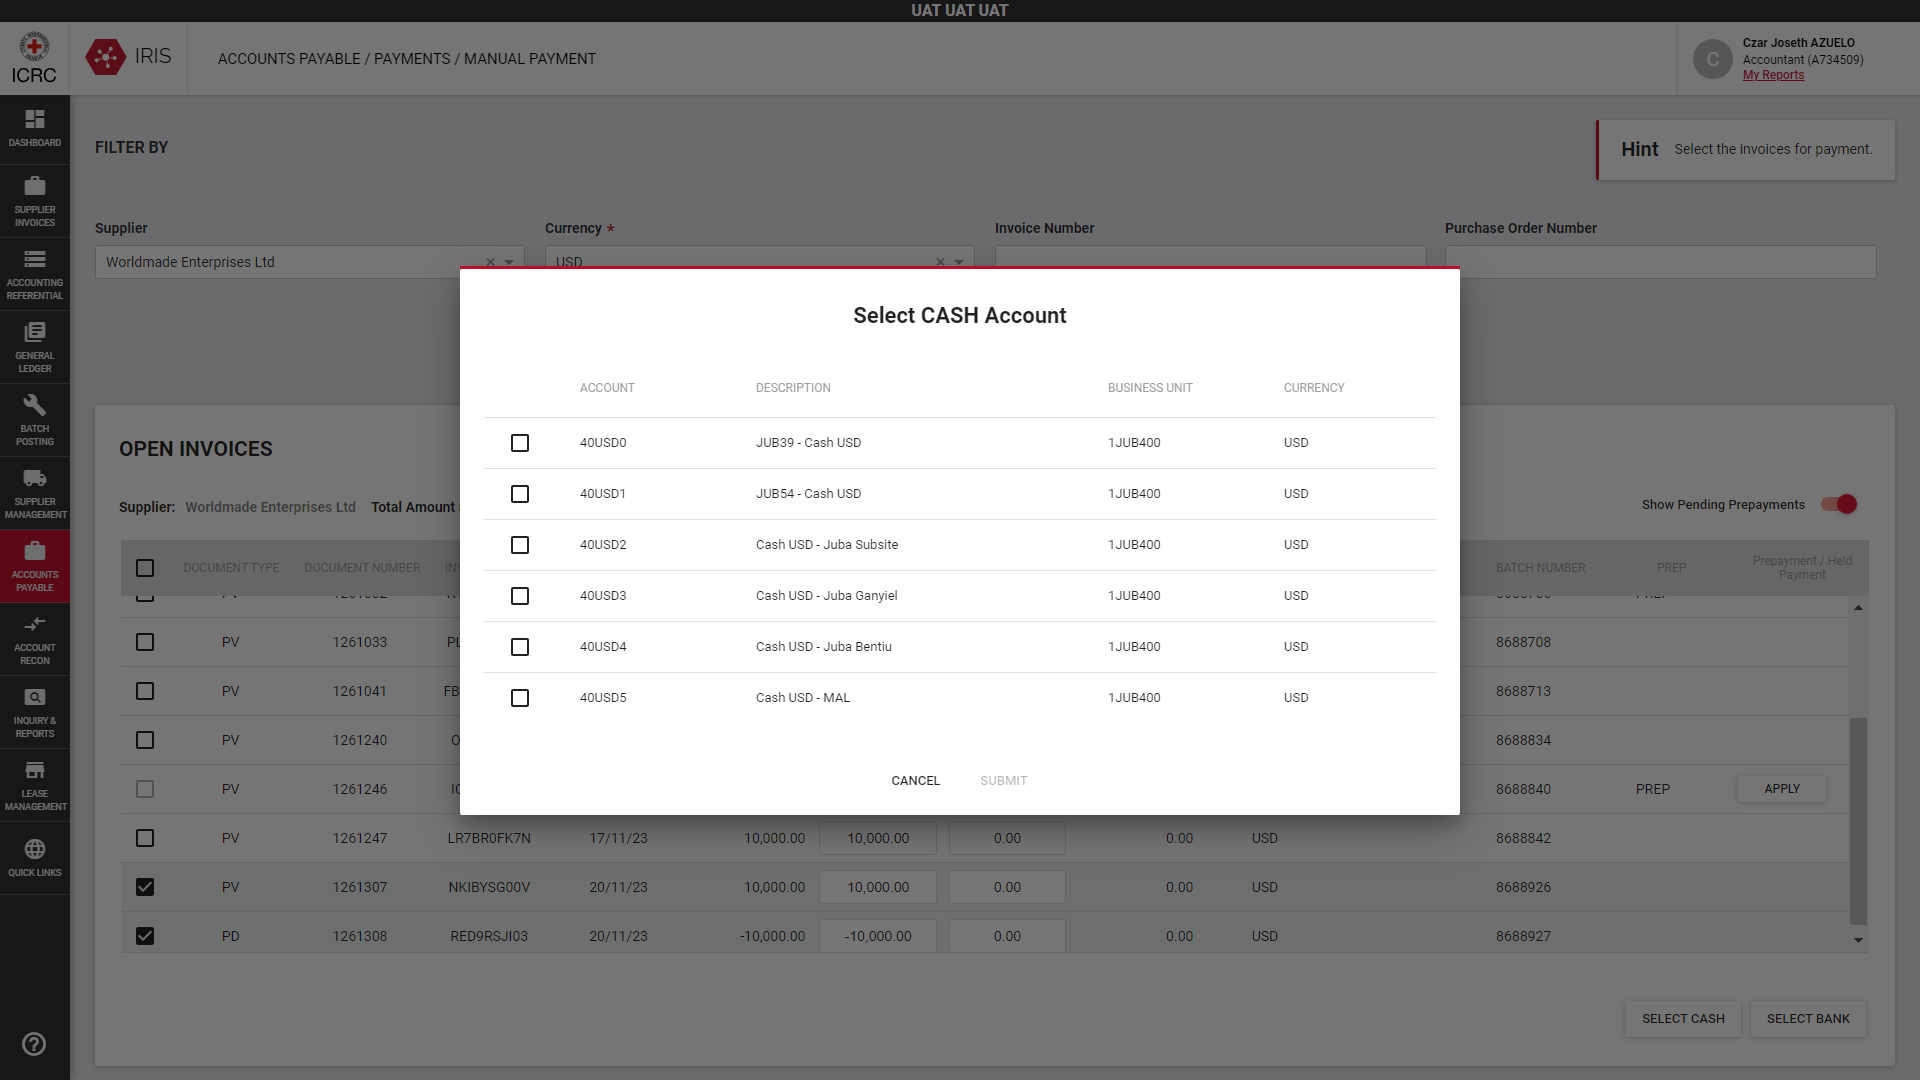 UAT UAT UAT
ICRC
IRIS
ACCOUNTS PAYABLE / PAYMENTS / MANUAL PAYMENT
C
Czar Joseth AZUELO
Accountant (A734509)
My Reports
DASHBOARD
SUPPLIER
INVOICES
ACCOUNTING
REFERENTIAL
GENERAL
LEDGER
BATCH
POSTING
SUPPLIER
MANAGEMENT
ACCOUNTS
PAYABLE
ACCOUNT
RECON
INQUIRY &
REPORTS
LEASE
MANAGEMENT
QUICK LINKS
FILTER BY
Hint Select the invoices for payment.
Supplier Currency * Invoice Number Purchase Order Number
Worldmade Enterprises Ltd USD
Select CASH Account
ACCOUNT DESCRIPTION BUSINESS UNIT CURRENCY
40USD0 JUB39 - Cash USD 1JUB400 USD
40USD1 JUB54 - Cash USD 1JUB400 USD
40USD2 Cash USD - Juba Subsite 1JUB400 USD
40USD3 Cash USD - Juba Ganyiel 1JUB400 USD
40USD4 Cash USD - Juba Bentiu 1JUB400 USD
40USD5 Cash USD - MAL 1JUB400 USD
CANCEL SUBMIT
OPEN INVOICES
Supplier: Worldmade Enterprises Ltd Total Amount
Show Pending Prepayments
DOCUMENT TYPE DOCUMENT NUMBER BATCH NUMBER PREP Prepayment / Held
Payment
PV 1261033 8688708
PV 1261041 8688713
PV 1261240 8688834
PV 1261246 8688840 PREP APPLY
PV 1261247 LR7BR0FK7N 17/11/23 10,000.00 10,000.00 0.00 0.00 USD 8688842
PV 1261307 NKIBYSG00V 20/11/23 10,000.00 10,000.00 0.00 0.00 USD 8688926
PD 1261308 RED9RSJI03 20/11/23 -10,000.00 -10,000.00 0.00 0.00 USD 8688927
SELECT CASH SELECT BANK